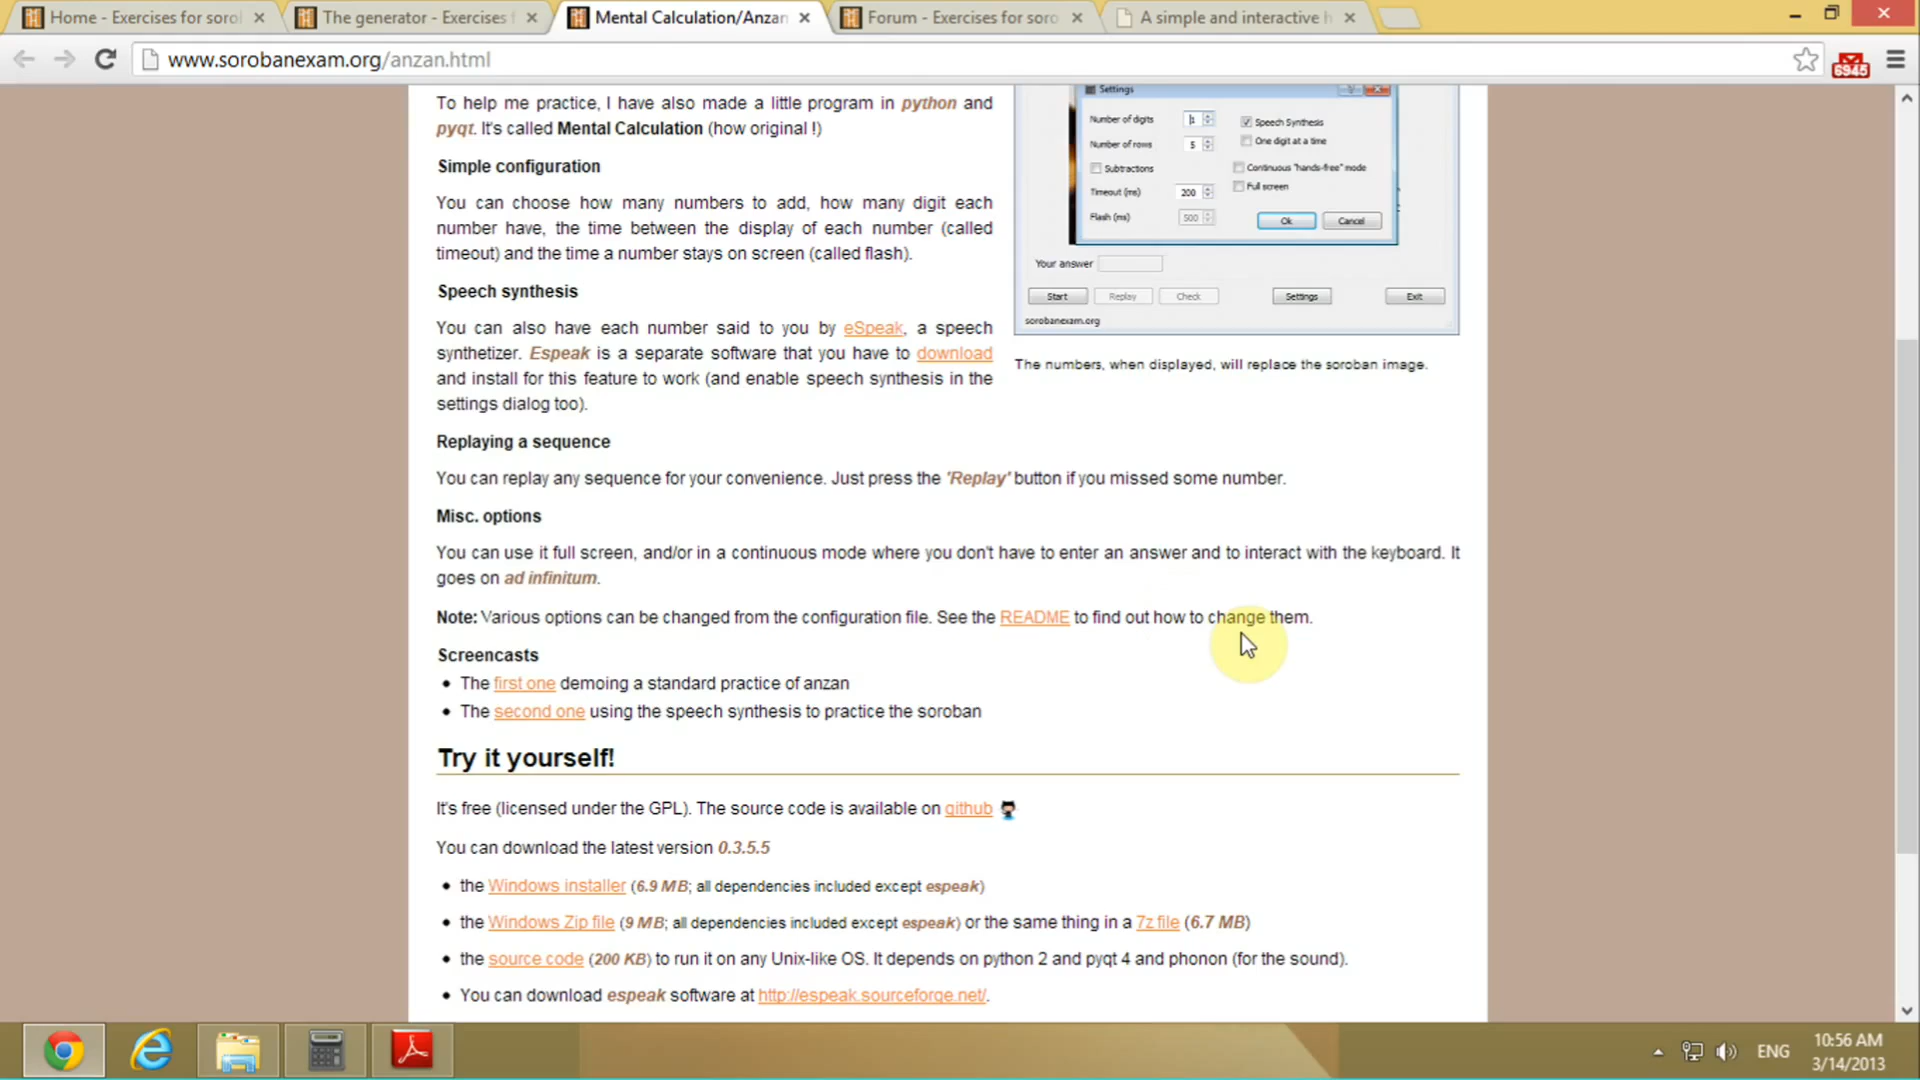 Home - Exercises for sorol
The generator - Exercises f
Mental Calculation/Anzan
Forum - Exercises for soro
A simple and interactive h
www.sorobanexam.org/anzan.html
6945
To help me practice, I have also made a little program in python and
pyqt. It's called Mental Calculation (how original !)
Simple configuration
You can choose how many numbers to add, how many digit each
number have, the time between the display of each number (called
timeout) and the time a number stays on screen (called flash).
Speech synthesis
You can also have each number said to you by eSpeak, a speech
synthetizer. Espeak is a separate software that you have to download
and install for this feature to work (and enable speech synthesis in the
settings dialog too).
Settings
Number of digits
Speech Synthesis
One digit at a time
Number of rows 5
Subtractions
Continuous "hands-free" mode
Timeout (ms) 200
Full screen
Flash (ms) 500
Ok Cancel
Your answer
Start Replay Check Settings Exit
sorobanexam.org
The numbers, when displayed, will replace the soroban image.
Replaying a sequence
You can replay any sequence for your convenience. Just press the 'Replay' button if you missed some number.
Misc. options
You can use it full screen, and/or in a continuous mode where you don't have to enter an answer and to interact with the keyboard. It
goes on ad infinitum.
Note: Various options can be changed from the configuration file. See the README to find out how to change them.
Screencasts
• The first one demoing a standard practice of anzan
• The second one using the speech synthesis to practice the soroban
Try it yourself!
It's free (licensed under the GPL). The source code is available on github
You can download the latest version 0.3.5.5
• the Windows installer (6.9 MB; all dependencies included except espeak)
• the Windows Zip file (9 MB; all dependencies included except espeak) or the same thing in a 7z file (6.7 MB)
• the source code (200 KB) to run it on any Unix-like OS. It depends on python 2 and pyqt 4 and phonon (for the sound).
• You can download espeak software at http://espeak.sourceforge.net/.
ENG
10:56 AM
3/14/2013